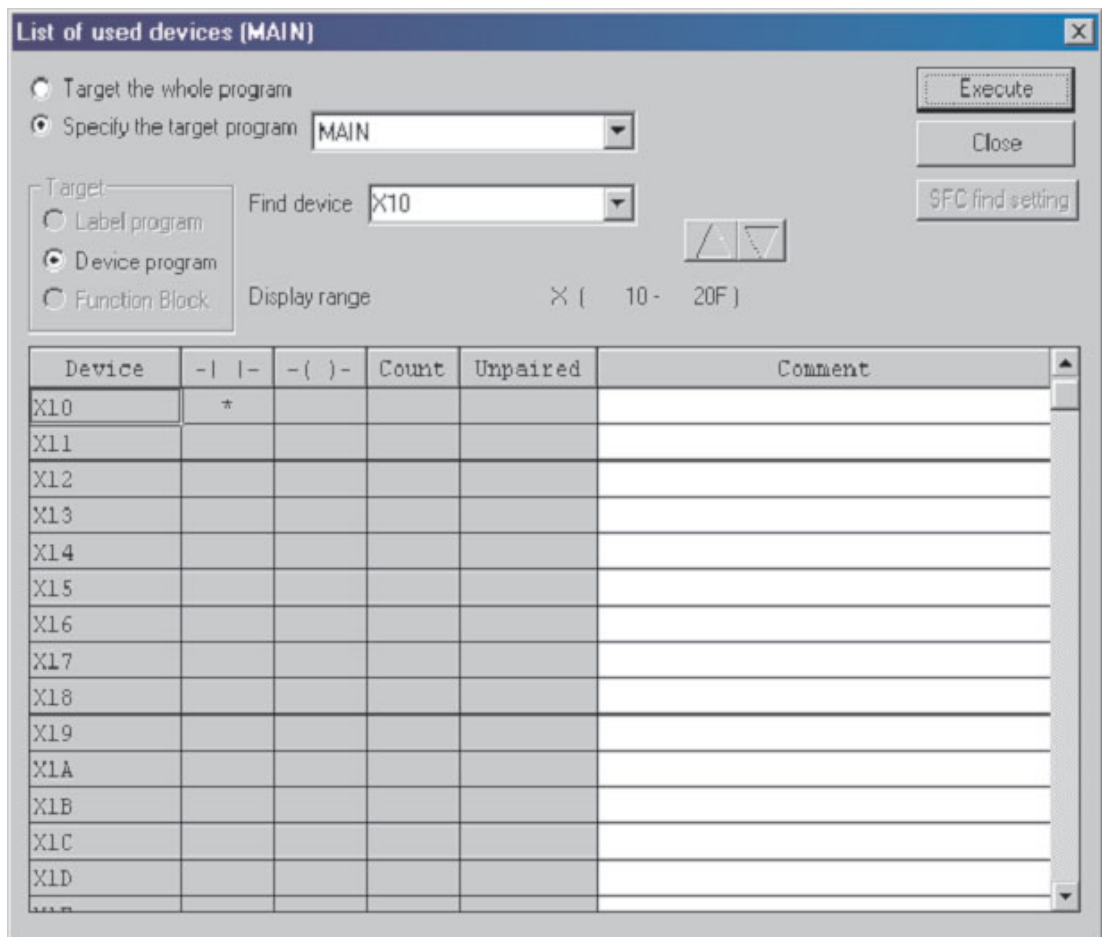 List of used devices (MAIN)
Target the whole program
Execute
Specify the target program MAIN
Close
Target
Find device X10
SFC find setting
Label program
Device program
Function Block
Display range X ( 10 - 20F )
Device -| |- -( )- Count Unpaired Comment
X10 *
X11
X12
X13
X14
X15
X16
X17
X18
X19
X1A
X1B
X1C
X1D